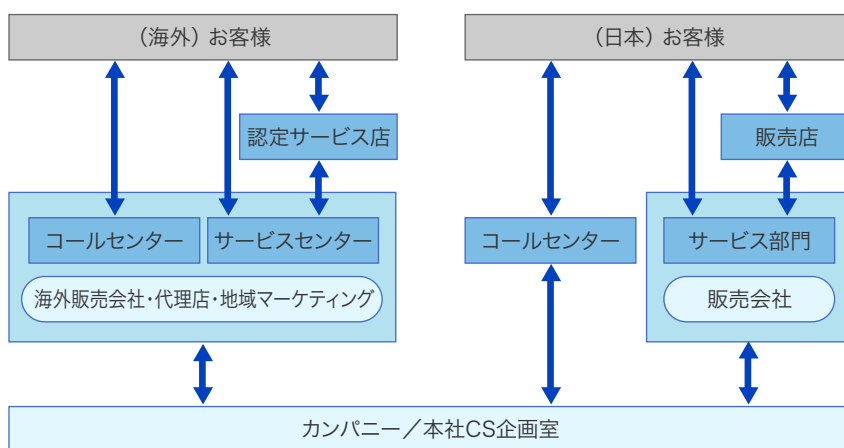 (海外)お客様
(日本)お客様
認定サービス店
販売店
コールセンター
サービスセンター
コールセンター
サービス部門
海外販売会社・代理店・地域マーケティング
販売会社
カンパニー／本社CS企画室